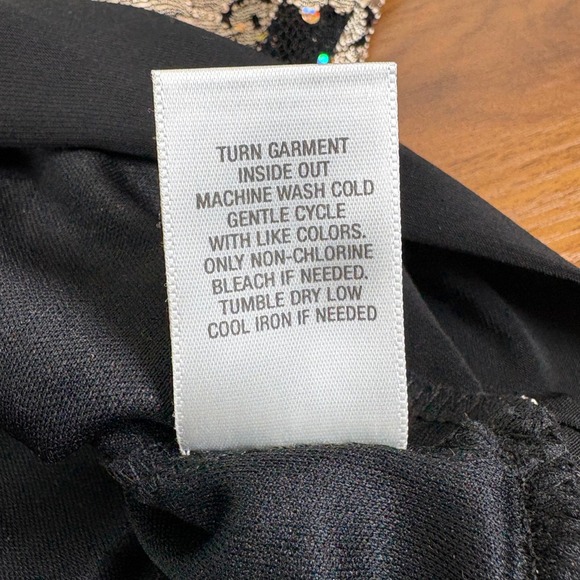 TURN GARMENT
INSIDE OUT
MACHINE WASH COLD
GENTLE CYCLE
WITH LIKE COLORS.
ONLY NON-CHLORINE
BLEACH IF NEEDED.
TUMBLE DRY LOW
COOL IRON IF NEEDED